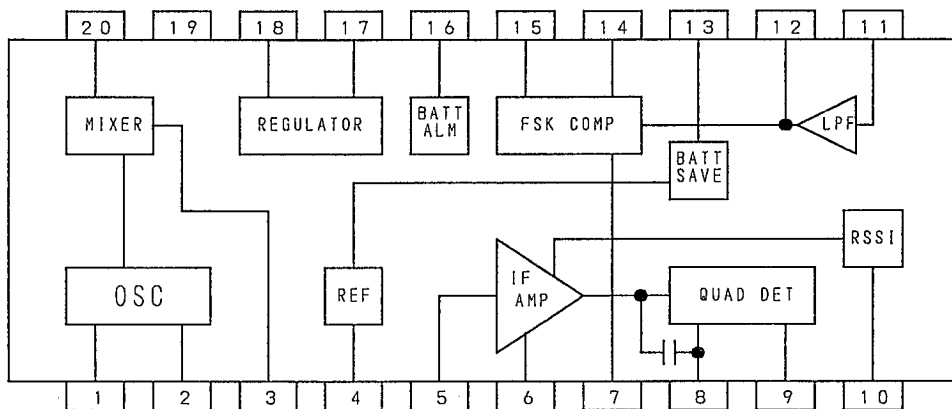 20 19 18 17 16 15 14 13 12 11
MIXER
REGULATOR
BATT
ALM
FSK COMP
LPF
BATT
SAVE
RSSI
OSC
REF
IF
AMP
QUAD DET
1 2 3 4 5 6 7 8 9 10